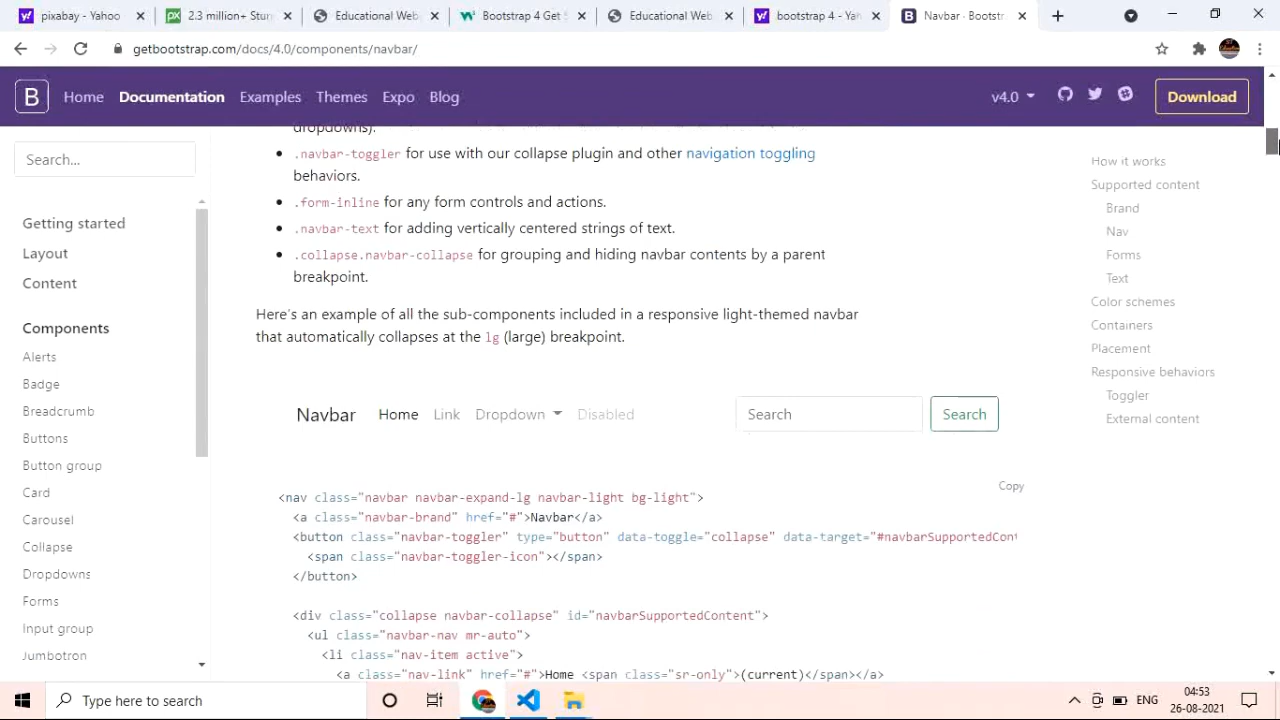 pixabay - Yahoo
2.3 million+ Stun
Educational Web
Bootstrap 4 Get S
Educational Web
bootstrap 4 - Yah
Navbar · Bootstr
getbootstrap.com/docs/4.0/components/navbar/
B Home Documentation Examples Themes Expo Blog v4.0 Download
Search...
Getting started
Layout
Content
Components
Alerts
Badge
Breadcrumb
Buttons
Button group
Card
Carousel
Collapse
Dropdowns
Forms
Input group
Jumbotron
dropdowns).
.navbar-toggler for use with our collapse plugin and other navigation toggling
behaviors.
.form-inline for any form controls and actions.
.navbar-text for adding vertically centered strings of text.
.collapse.navbar-collapse for grouping and hiding navbar contents by a parent
breakpoint.
Here's an example of all the sub-components included in a responsive light-themed navbar
that automatically collapses at the lg (large) breakpoint.
Navbar Home Link Dropdown Disabled Search Search
Copy
<nav class="navbar navbar-expand-lg navbar-light bg-light">
<a class="navbar-brand" href="#">Navbar</a>
<button class="navbar-toggler" type="button" data-toggle="collapse" data-target="#navbarSupportedCont
<span class="navbar-toggler-icon"></span>
</button>
<div class="collapse navbar-collapse" id="navbarSupportedContent">
<ul class="navbar-nav mr-auto">
<li class="nav-item active">
<a class="nav-link" href="#">Home <span class="sr-only">(current)</span></a>
How it works
Supported content
Brand
Nav
Forms
Text
Color schemes
Containers
Placement
Responsive behaviors
Toggler
External content
Type here to search
ENG
04:53
26-08-2021